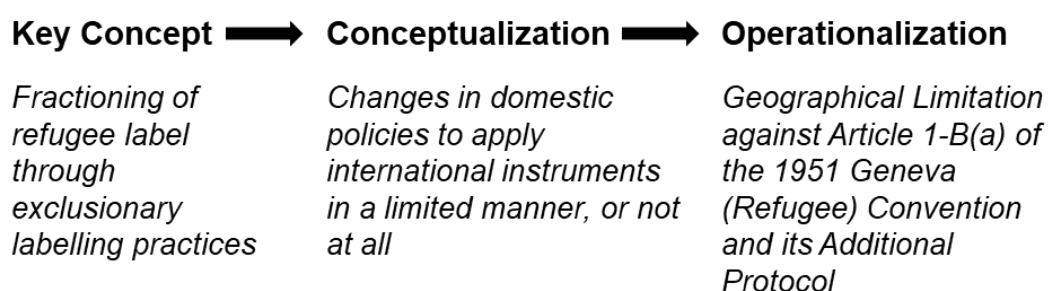 Key Concept Conceptualization Operationalization
Fractioning of
refugee label
through
exclusionary
labelling practices
Changes in domestic
policies to apply
international instruments
in a limited manner, or not
at all
Geographical Limitation
against Article 1-B(a) of
the 1951 Geneva
(Refugee) Convention
and its Additional
Protocol